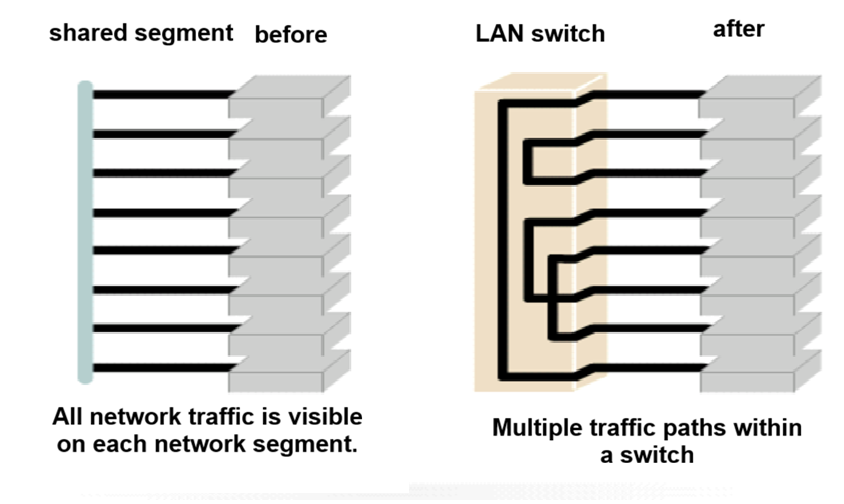 shared segment before
LAN switch after
All network traffic is visible
on each network segment.
Multiple traffic paths within
a switch